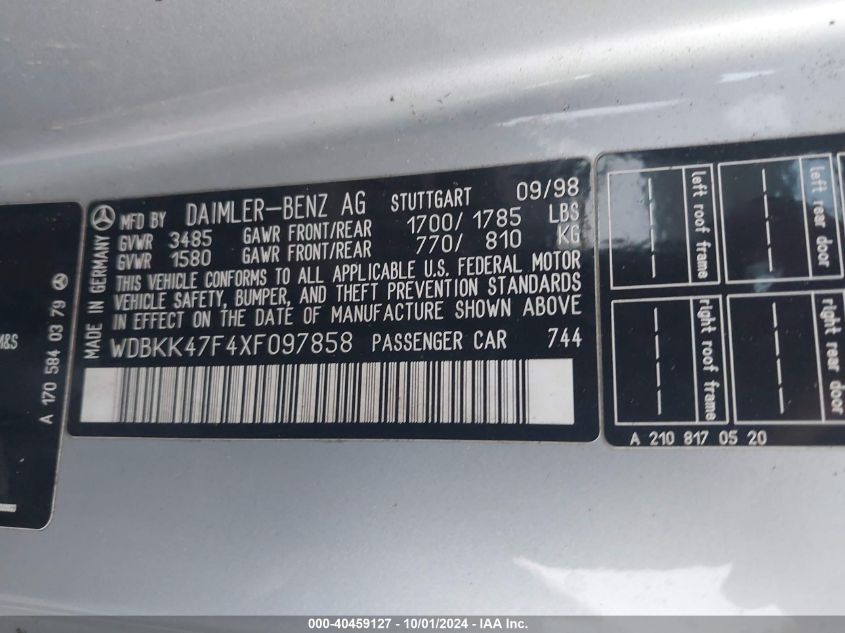 M&S
A 170 584 03 79
MADE IN GERMANY
MFD BY DAIMLER-BENZ AG STUTTGART 09/98
GVWR 3485 GAWR FRONT/REAR 1700/ 1785 LBS
GVWR 1580 GAWR FRONT/REAR 770/ 810 KG
THIS VEHICLE CONFORMS TO ALL APPLICABLE U.S. FEDERAL MOTOR
VEHICLE SAFETY, BUMPER, AND THEFT PREVENTION STANDARDS
IN EFFECT ON THE DATE OF MANUFACTURE SHOWN ABOVE
WDBKK47F4XF097858 PASSENGER CAR 744
left roof frame
left rear door
right roof frame
right rear door
A 210 817 05 20
000-40459127 - 10/01/2024 - IAA Inc.